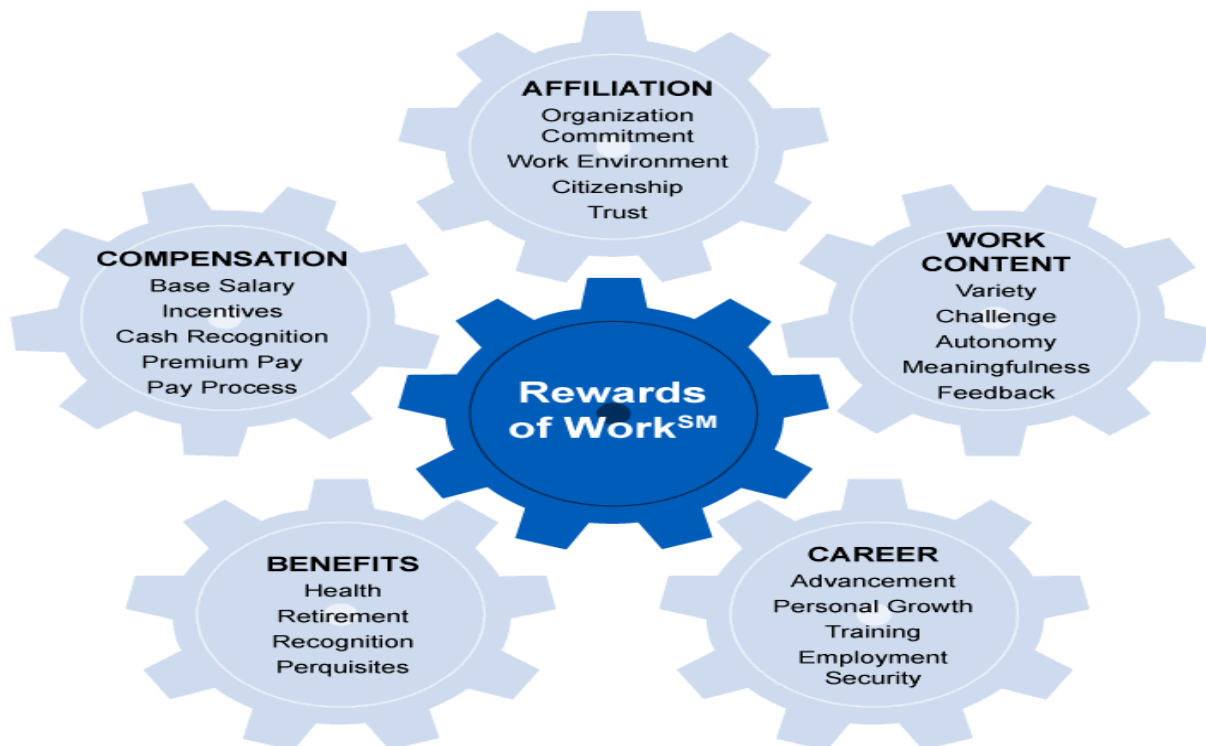 AFFILIATION
Organization
Commitment
Work Environment
Citizenship
Trust
COMPENSATION
Base Salary
Incentives
Cash Recognition
Premium Pay
Pay Process
WORK
CONTENT
Variety
Challenge
Autonomy
Meaningfulness
Feedback
Rewards
of Work℠
BENEFITS
Health
Retirement
Recognition
Perquisites
CAREER
Advancement
Personal Growth
Training
Employment
Security